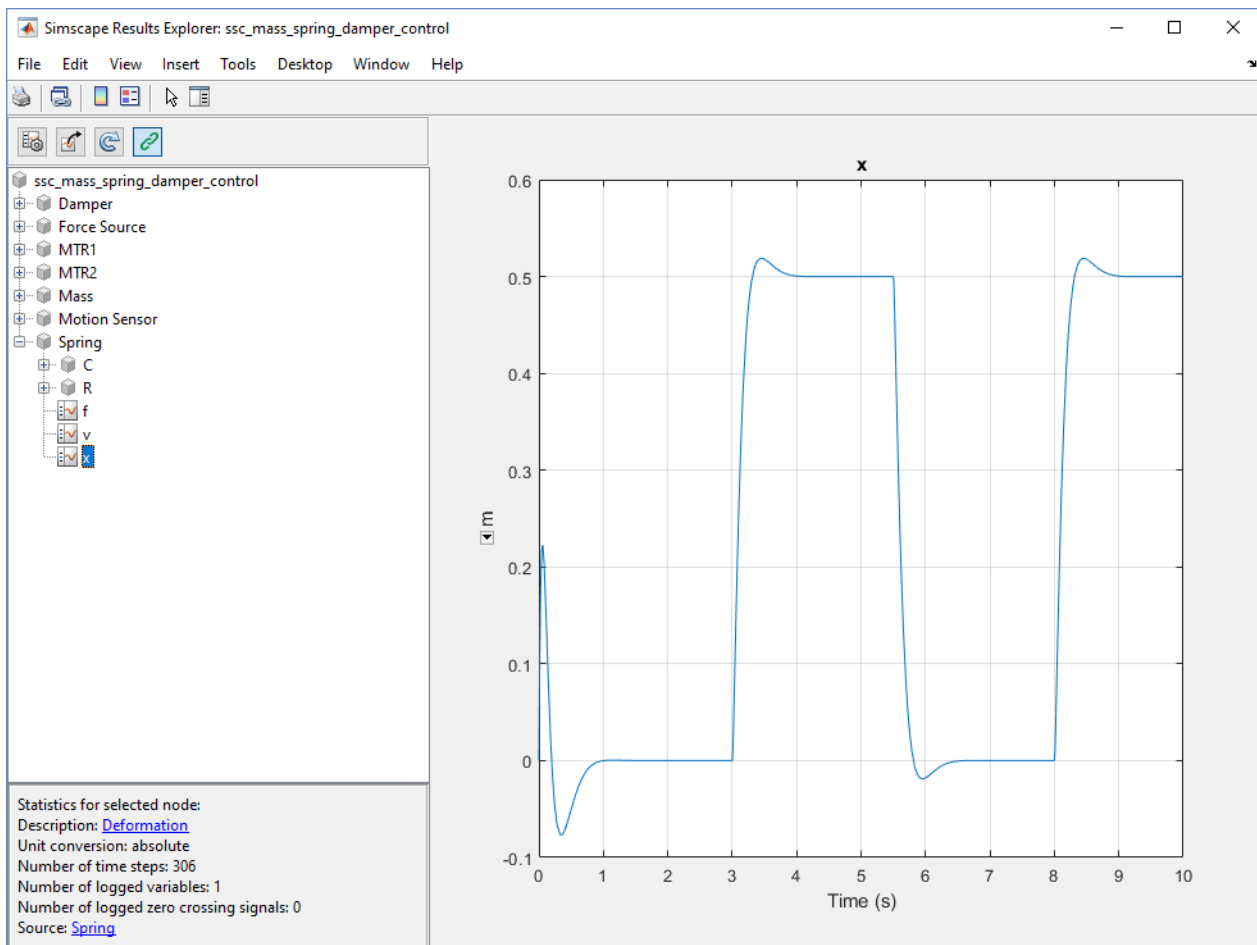 Simscape Results Explorer: ssc_mass_spring_damper_control
File Edit View Insert Tools Desktop Window Help
ssc_mass_spring_damper_control
Damper
Force Source
MTR1
MTR2
Mass
Motion Sensor
Spring
C
R
f
v
x
Statistics for selected node:
Description: Deformation
Unit conversion: absolute
Number of time steps: 306
Number of logged variables: 1
Number of logged zero crossing signals: 0
Source: Spring
x
0.6
0.5
0.4
0.3
0.2
0.1
0
-0.1
m
0 1 2 3 4 5 6 7 8 9 10
Time (s)